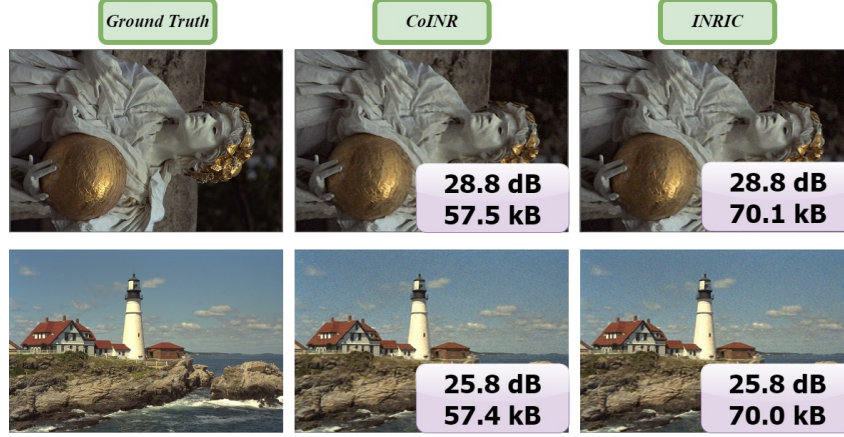 Ground Truth
CoINR
INRIC
28.8 dB
57.5 kB
28.8 dB
70.1 kB
25.8 dB
57.4 kB
25.8 dB
70.0 kB